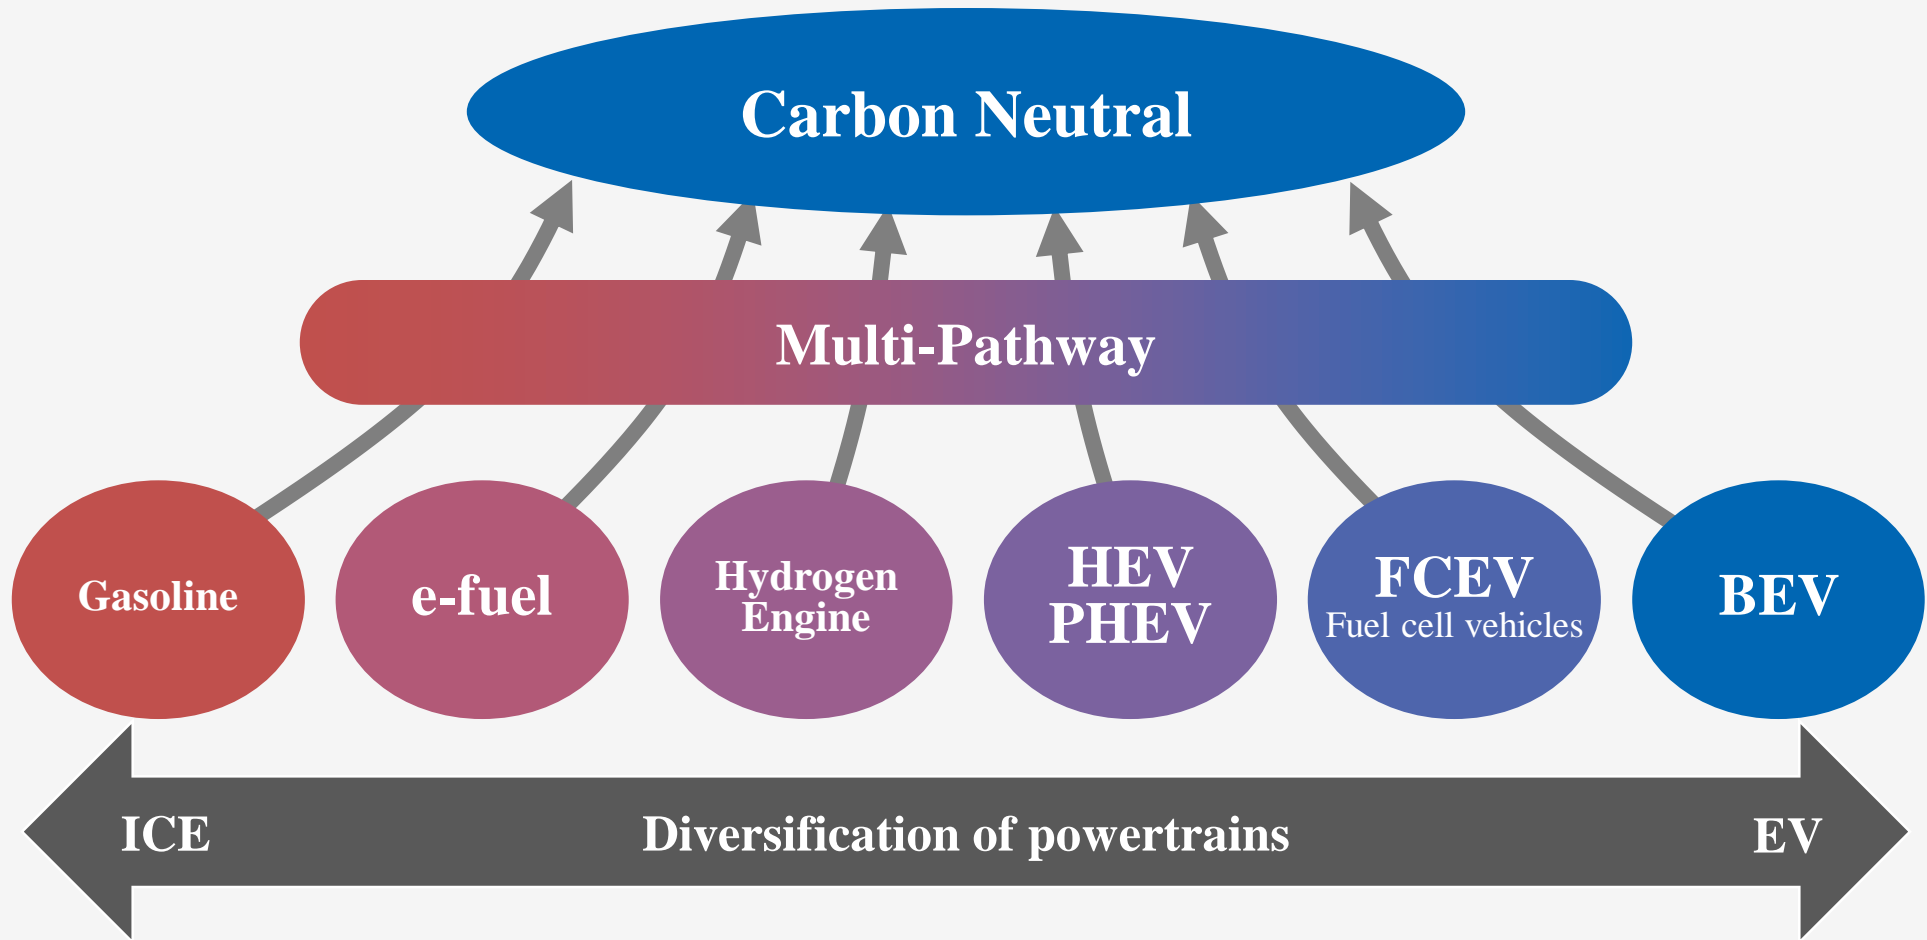 Carbon Neutral
Multi-Pathway
Gasoline
e-fuel
Hydrogen
Engine
HEV
PHEV
FCEV
Fuel cell vehicles
BEV
ICE
Diversification of powertrains
EV